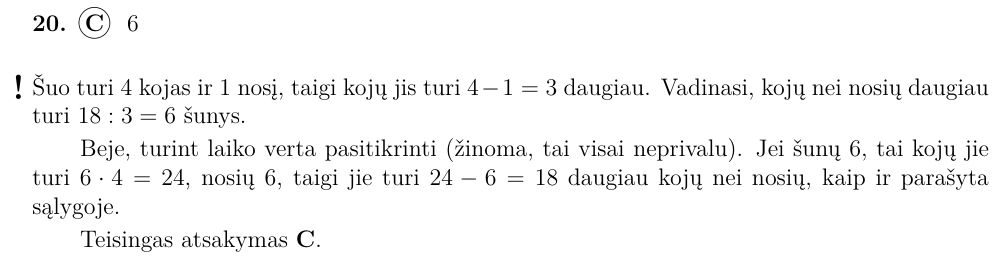 20. C 6
! Šuo turi 4 kojas ir 1 nosį, taigi kojų jis turi 4 − 1 = 3 daugiau. Vadinasi, kojų nei nosių daugiau
turi 18 : 3 = 6 šunys.
Beje, turint laiko verta pasitikrinti (žinoma, tai visai neprivalu). Jei šunų 6, tai kojų jie
turi 6 · 4 = 24, nosių 6, taigi jie turi 24 − 6 = 18 daugiau kojų nei nosių, kaip ir parašyta
sąlygoje.
Teisingas atsakymas C.